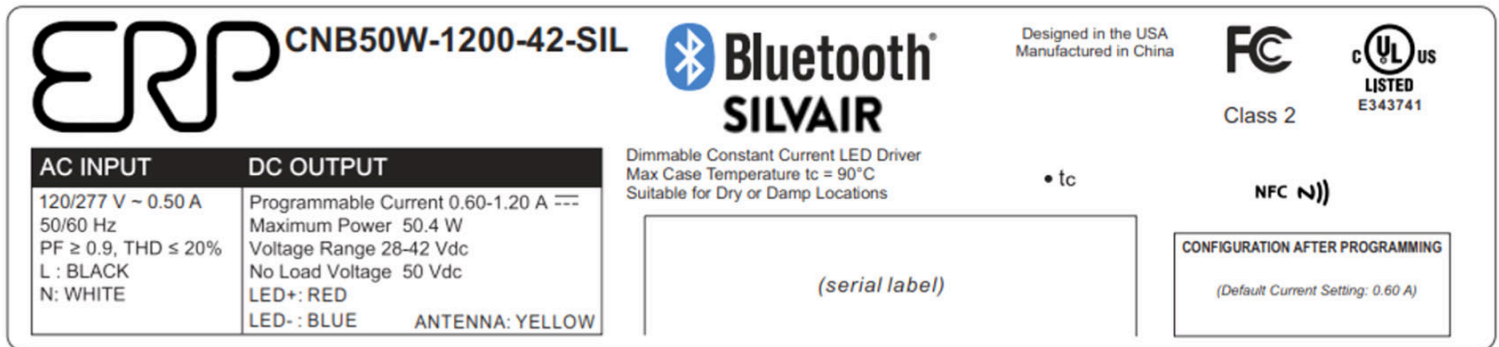 ERP
CNB50W-1200-42-SIL
Bluetooth®
SILVAIR
Designed in the USA
Manufactured in China
FC
Class 2
c UL US
LISTED
E343741
AC INPUT
120/277 V ~ 0.50 A
50/60 Hz
PF ≥ 0.9, THD ≤ 20%
L : BLACK
N: WHITE
DC OUTPUT
Programmable Current 0.60-1.20 A ⎓
Maximum Power 50.4 W
Voltage Range 28-42 Vdc
No Load Voltage 50 Vdc
LED+: RED
LED- : BLUE ANTENNA: YELLOW
Dimmable Constant Current LED Driver
Max Case Temperature tc = 90°C
Suitable for Dry or Damp Locations
• tc
NFC N))
(serial label)
CONFIGURATION AFTER PROGRAMMING
(Default Current Setting: 0.60 A)